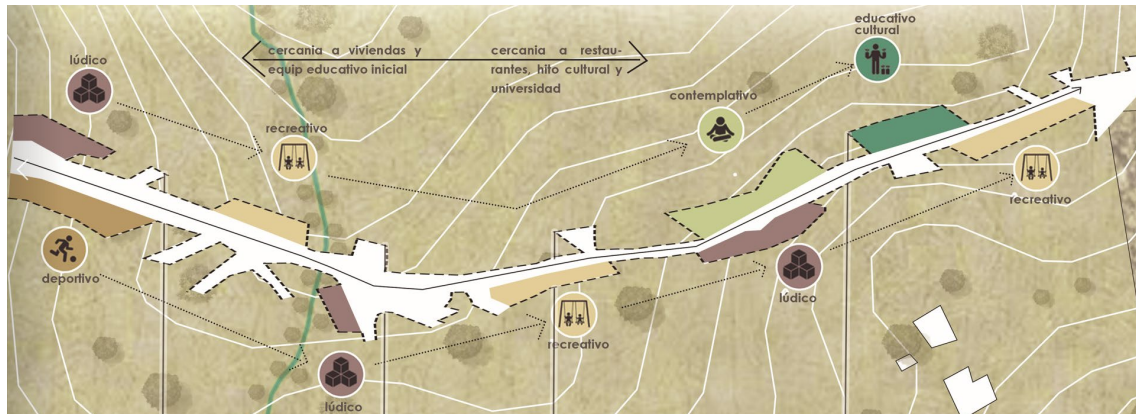 educativo
cultural
cercania a viviendas y
equip educativo inicial
cercania a restau-
rantes, hito cultural y
universidad
lúdico
contemplativo
recreativo
recreativo
deportivo
lúdico
recreativo
lúdico